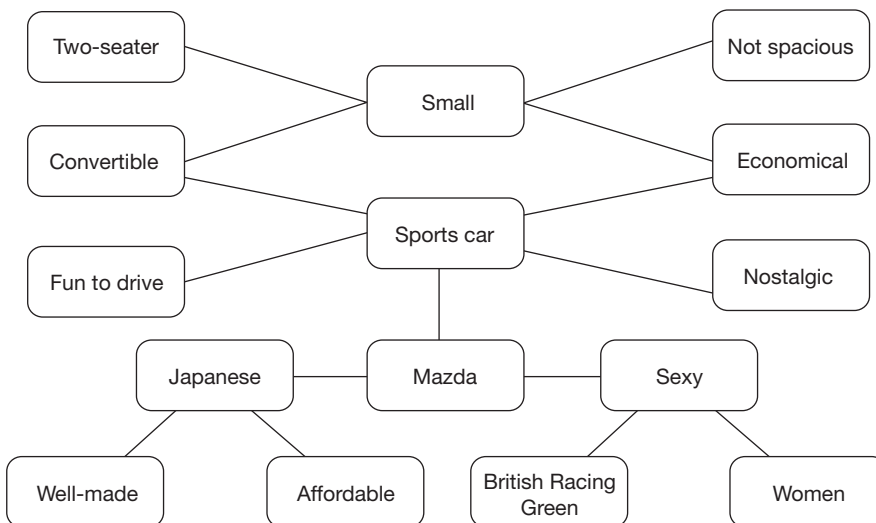 Two-seater
Not spacious
Small
Convertible
Economical
Sports car
Fun to drive
Nostalgic
Japanese
Mazda
Sexy
Well-made
Affordable
British Racing
Green
Women